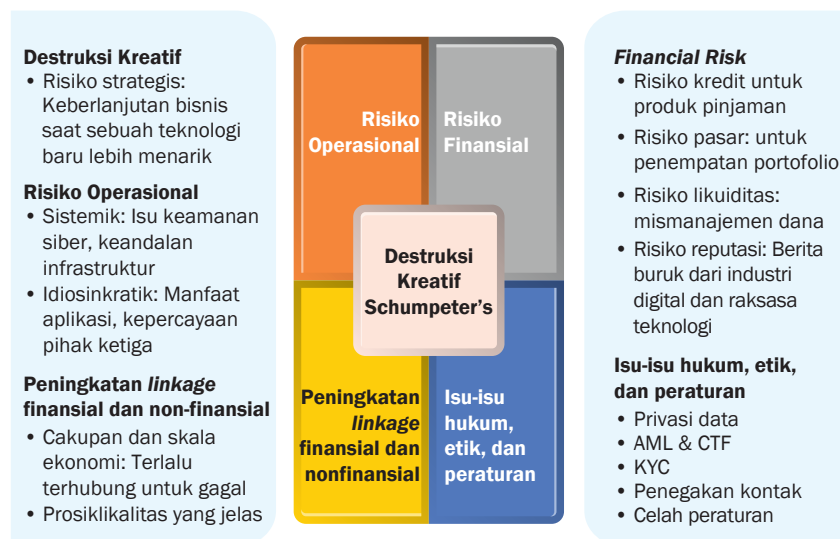 Destruksi Kreatif
• Risiko strategis:
Keberlanjutan bisnis
saat sebuah teknologi
baru lebih menarik
Risiko Operasional
• Sistemik: Isu keamanan
siber, keandalan
infrastruktur
• Idiosinkratik: Manfaat
aplikasi, kepercayaan
pihak ketiga
Peningkatan linkage
finansial dan non-finansial
• Cakupan dan skala
ekonomi: Terlalu
terhubung untuk gagal
• Prosiklikalitas yang jelas
Risiko
Operasional
Risiko
Finansial
Destruksi
Kreatif
Schumpeter's
Peningkatan
linkage
finansial dan
nonfinansial
Isu-isu
hukum,
etik, dan
peraturan
Financial Risk
• Risiko kredit untuk
produk pinjaman
• Risiko pasar: untuk
penempatan portofolio
• Risiko likuiditas:
mismanajemen dana
• Risiko reputasi: Berita
buruk dari industri
digital dan raksasa
teknologi
Isu-isu hukum, etik,
dan peraturan
• Privasi data
• AML & CTF
• KYC
• Penegakan kontak
• Celah peraturan